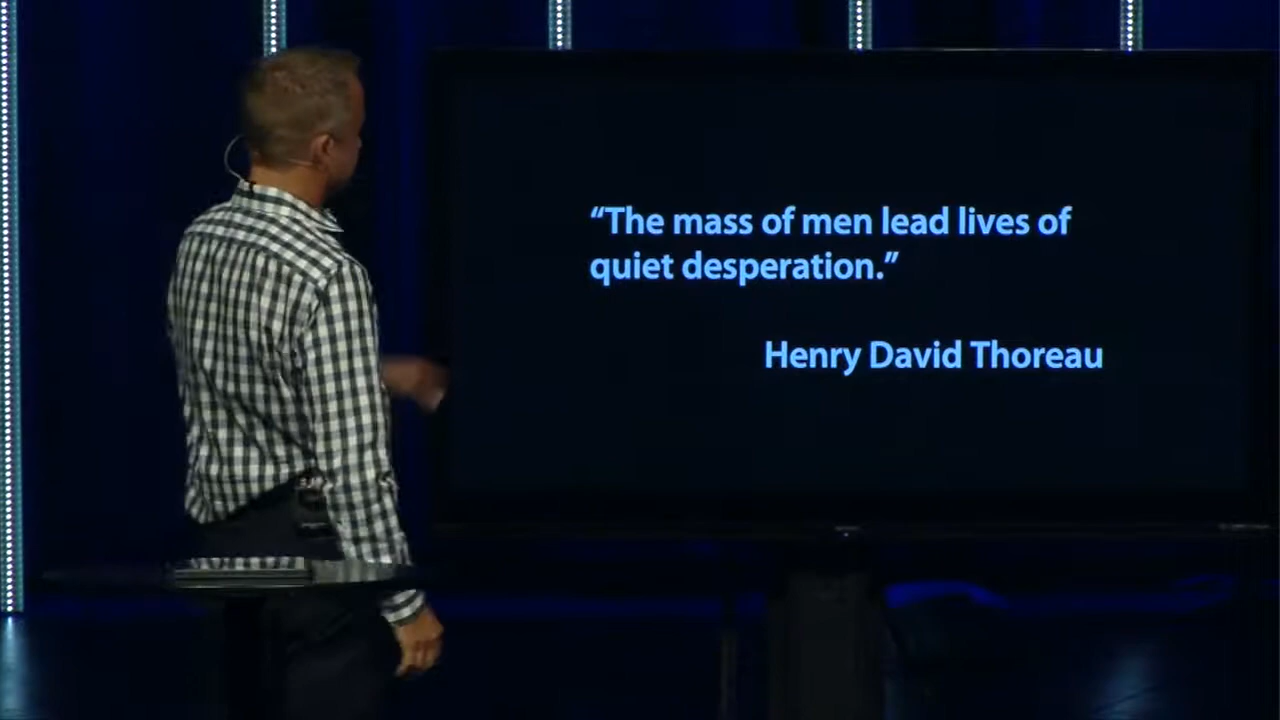 “The mass of men lead lives of
quiet desperation.”
Henry David Thoreau